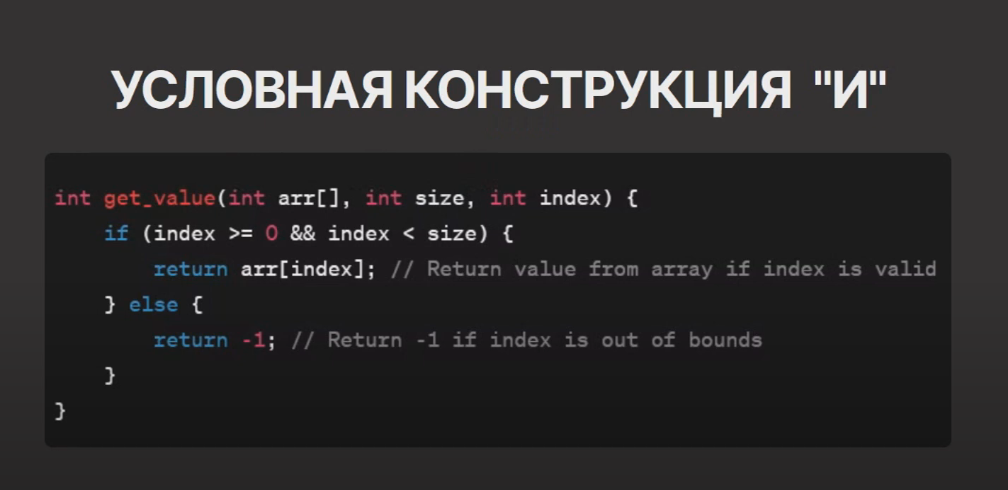 УСЛОВНАЯ КОНСТРУКЦИЯ "И"
int get_value(int arr[], int size, int index) {
    if (index >= 0 && index < size) {
        return arr[index]; // Return value from array if index is valid
    } else {
        return -1; // Return -1 if index is out of bounds
    }
}